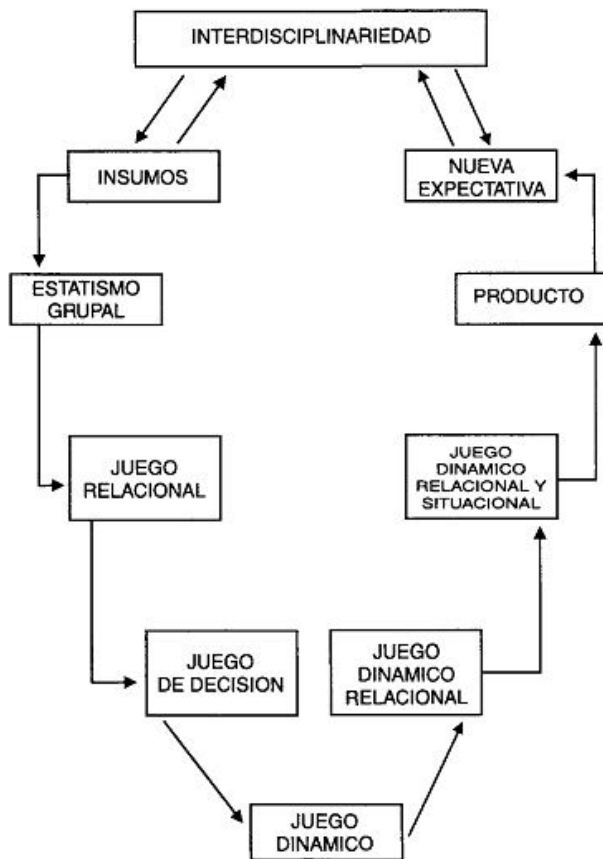 INTERDISCIPLINARIEDAD
INSUMOS
NUEVA
EXPECTATIVA
ESTATISMO
GRUPAL
PRODUCTO
JUEGO
RELACIONAL
JUEGO
DINAMICO
RELACIONAL Y
SITUACIONAL
JUEGO
DE DECISION
JUEGO
DINAMICO
RELACIONAL
JUEGO
DINAMICO